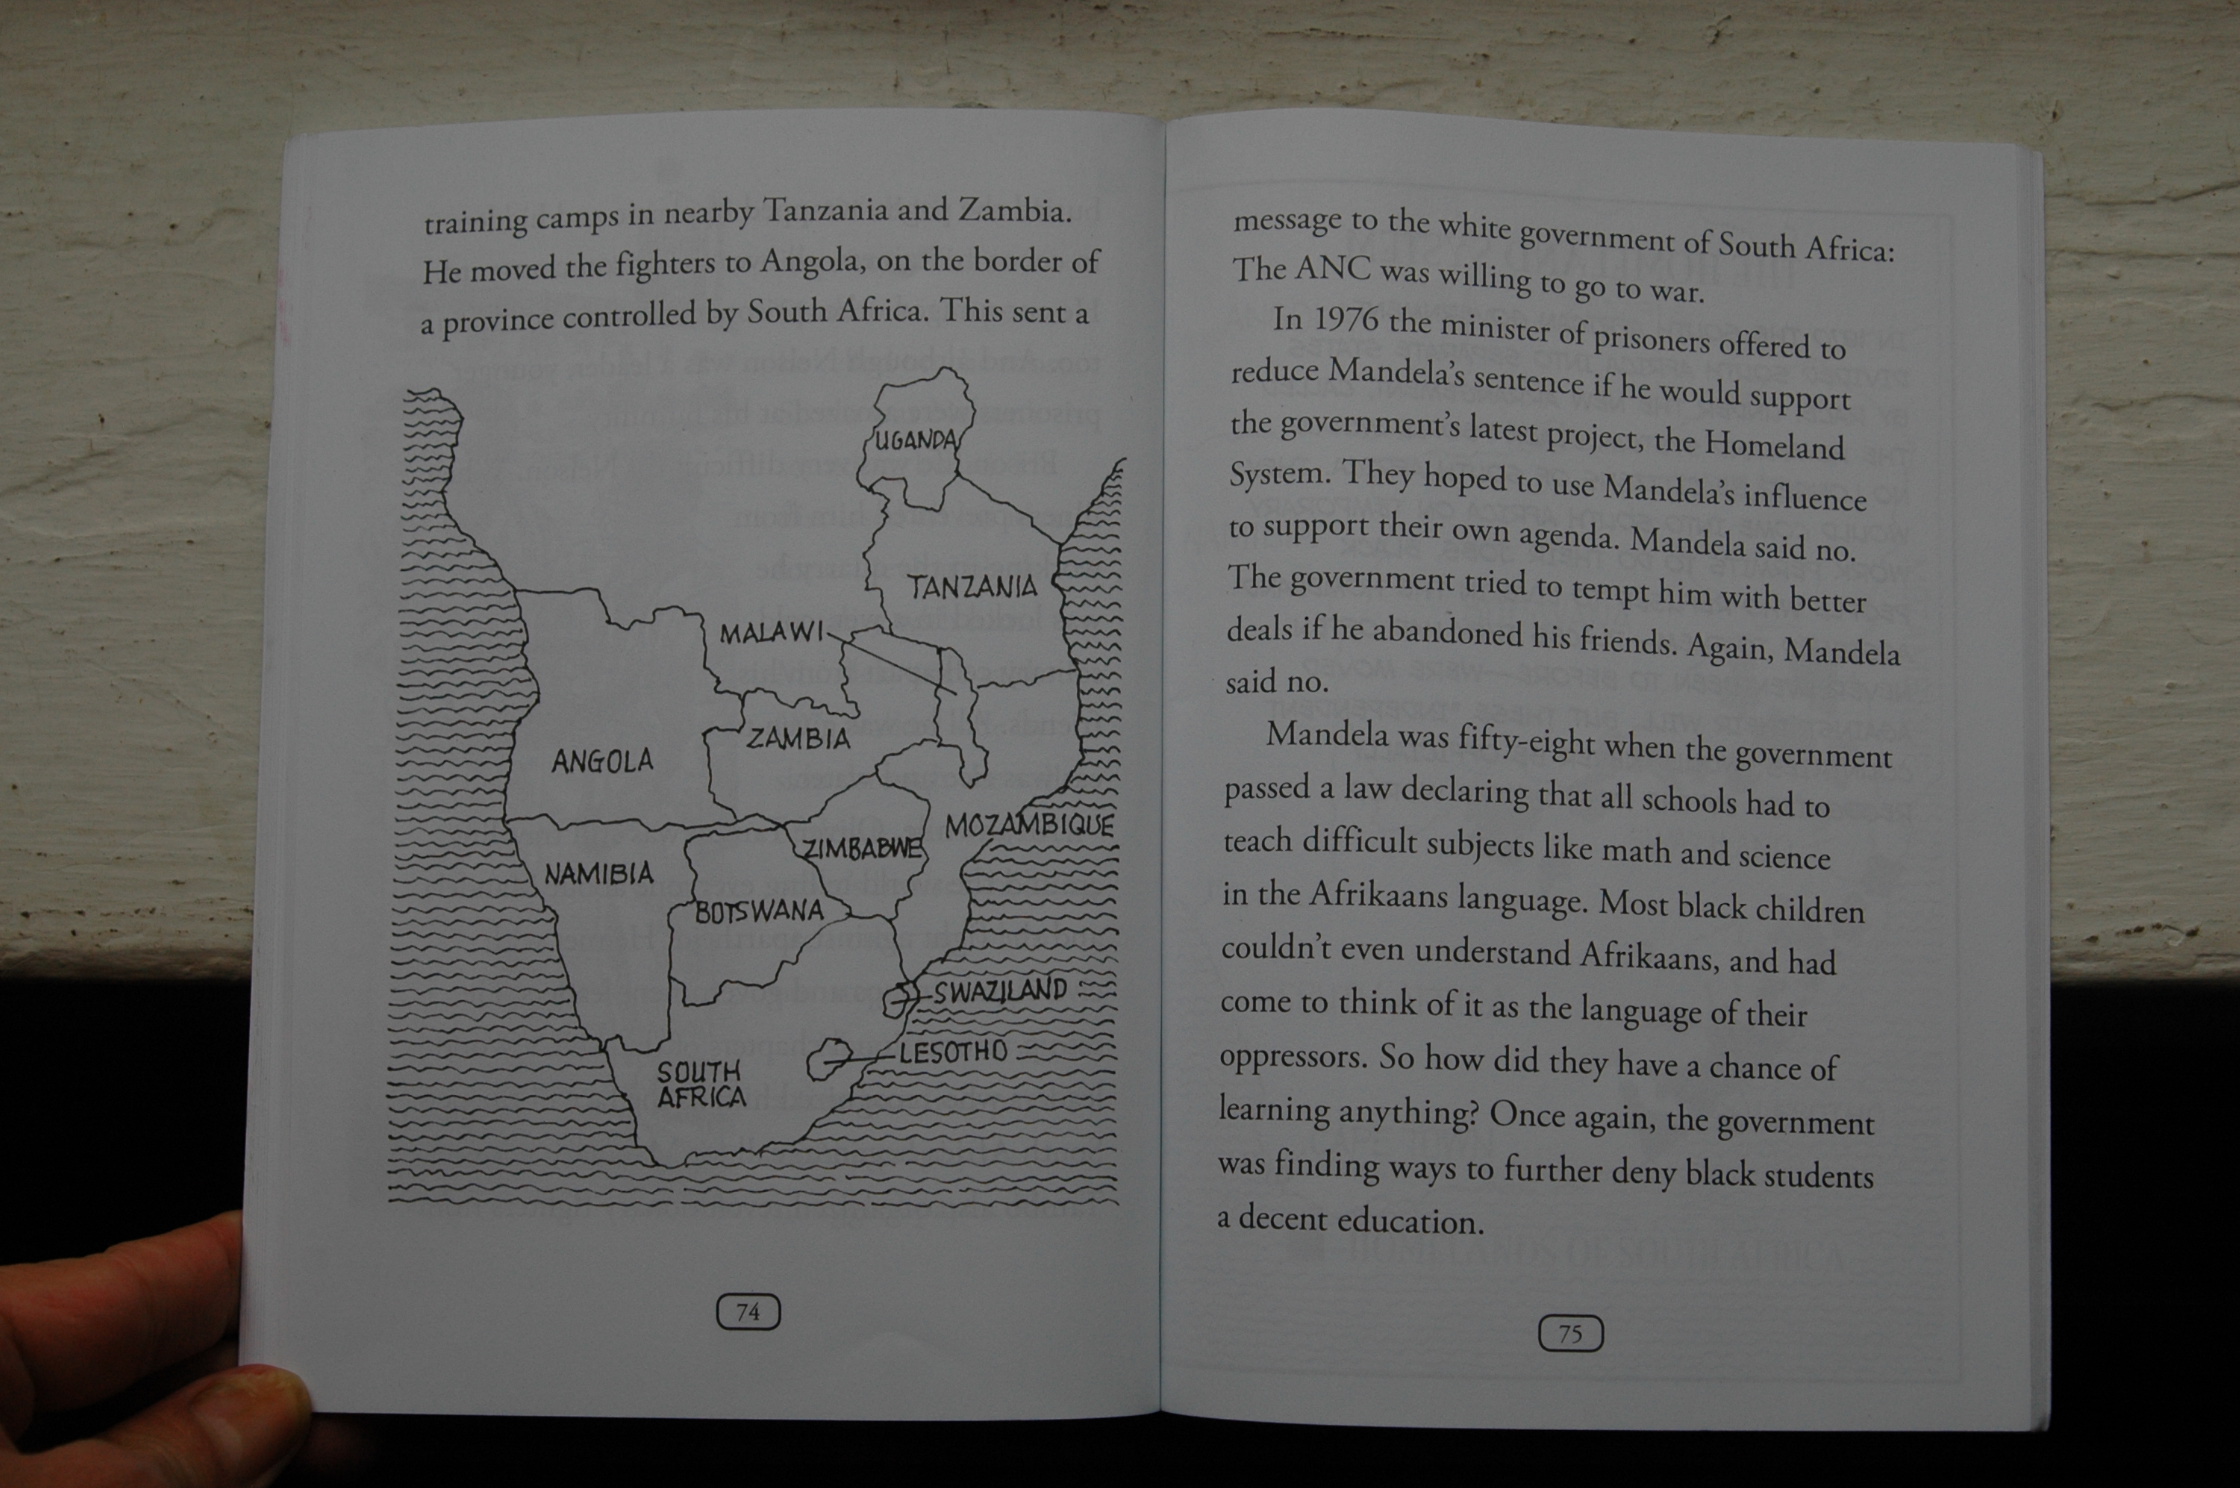 training camps in nearby Tanzania and Zambia.
He moved the fighters to Angola, on the border of
a province controlled by South Africa. This sent a
UGANDA
TANZANIA
MALAWI
ZAMBIA
ANGOLA
MOZAMBIQUE
ZIMBABWE
NAMIBIA
BOTSWANA
SWAZILAND
LESOTHO
SOUTH
AFRICA
74
message to the white government of South Africa:
The ANC was willing to go to war.
In 1976 the minister of prisoners offered to
reduce Mandela's sentence if he would support
the government's latest project, the Homeland
System. They hoped to use Mandela's influence
to support their own agenda. Mandela said no.
The government tried to tempt him with better
deals if he abandoned his friends. Again, Mandela
said no.
Mandela was fifty-eight when the government
passed a law declaring that all schools had to
teach difficult subjects like math and science
in the Afrikaans language. Most black children
couldn't even understand Afrikaans, and had
come to think of it as the language of their
oppressors. So how did they have a chance of
learning anything? Once again, the government
was finding ways to further deny black students
a decent education.
75